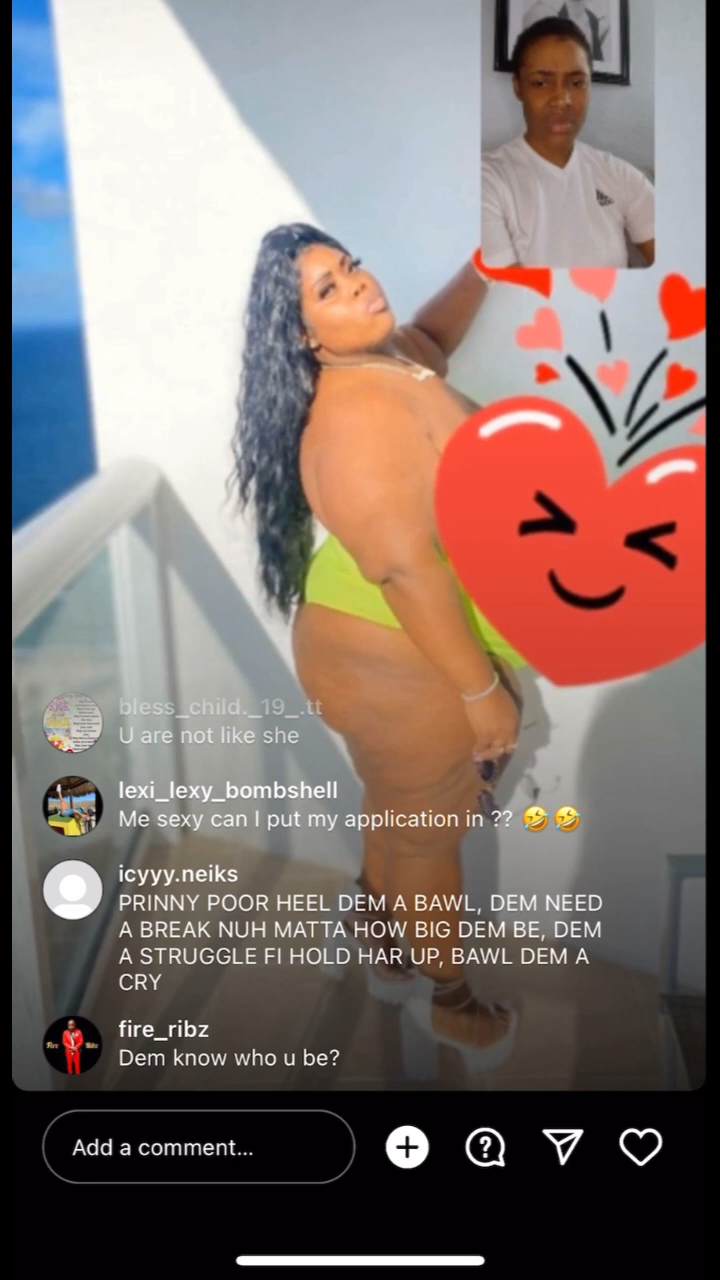 bless_child._19_.tt
U are not like she
lexi_lexy_bombshell
Me sexy can I put my application in ?? 🤣🤣
icyyy.neiks
PRINNY POOR HEEL DEM A BAWL, DEM NEED
A BREAK NUH MATTA HOW BIG DEM BE, DEM
A STRUGGLE FI HOLD HAR UP, BAWL DEM A
CRY
fire_ribz
Dem know who u be?
Add a comment...